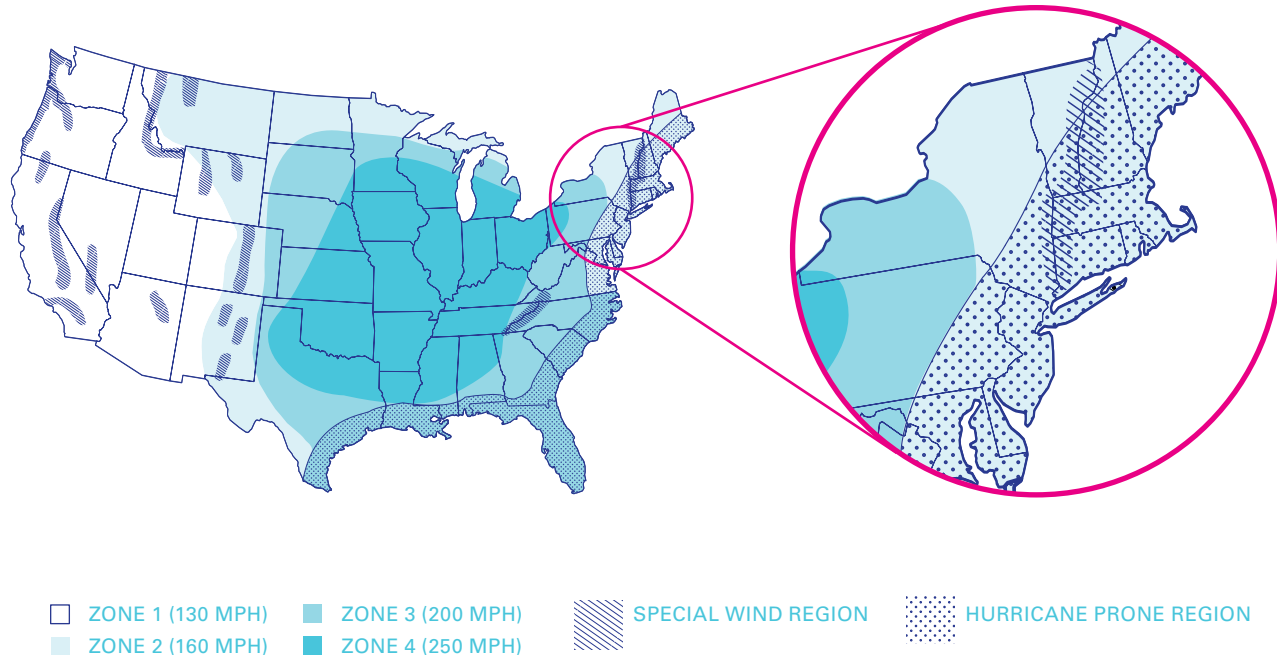 ZONE 1 (130 MPH)
ZONE 2 (160 MPH)
ZONE 3 (200 MPH)
ZONE 4 (250 MPH)
SPECIAL WIND REGION
HURRICANE PRONE REGION